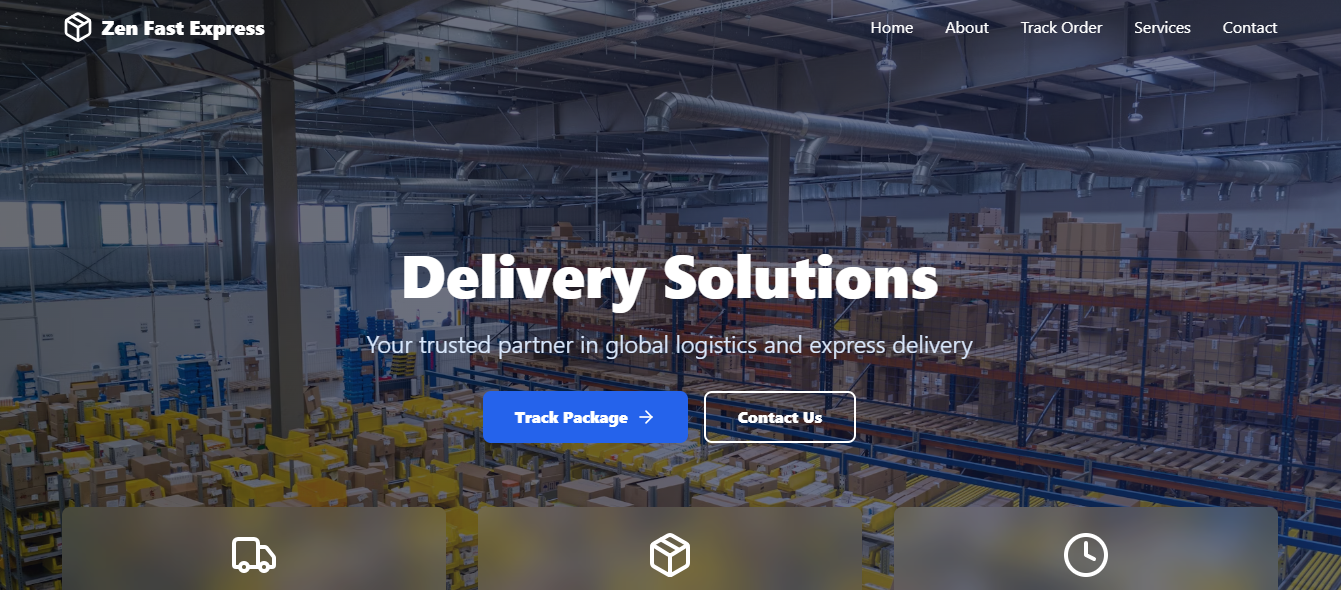 Zen Fast Express
Home About Track Order Services Contact
Delivery Solutions
Your trusted partner in global logistics and express delivery
Track Package →
Contact Us